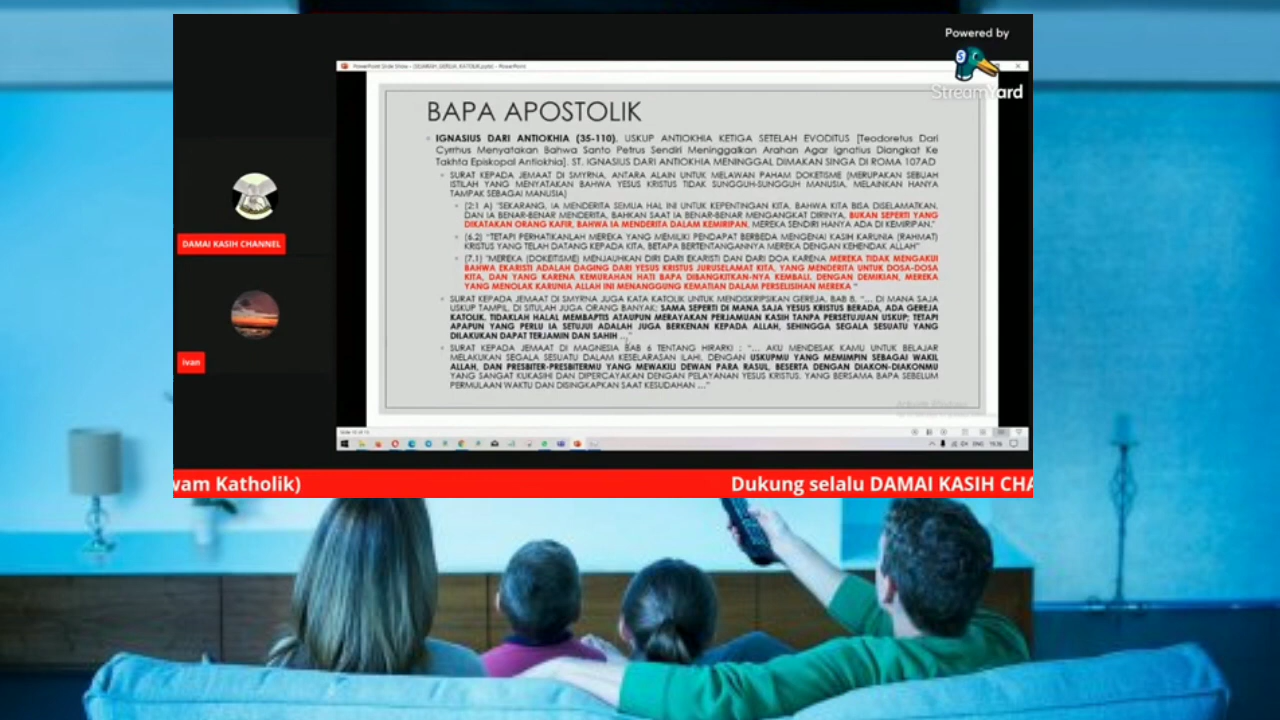 Powered by
StreamYard
PowerPoint Slide Show - [SEJARAH_GEREJA_KATOLIK.pptx] - PowerPoint
BAPA APOSTOLIK
IGNASIUS DARI ANTIOKHIA (35-110), USKUP ANTIOKHIA KETIGA SETELAH EVODITUS [Teodoretus Dari
Cyrrhus Menyatakan Bahwa Santo Petrus Sendiri Meninggalkan Arahan Agar Ignatius Diangkat Ke
Takhta Episkopal Antiokhia]. ST. IGNASIUS DARI ANTIOKHIA MENINGGAL DIMAKAN SINGA DI ROMA 107AD
SURAT KEPADA JEMAAT DI SMYRNA, ANTARA ALAIN UNTUK MELAWAN PAHAM DOKETISME (MERUPAKAN SEBUAH
ISTILAH YANG MENYATAKAN BAHWA YESUS KRISTUS TIDAK SUNGGUH-SUNGGUH MANUSIA, MELAINKAN HANYA
TAMPAK SEBAGAI MANUSIA)
(2:1 A) "SEKARANG, IA MENDERITA SEMUA HAL INI UNTUK KEPENTINGAN KITA, BAHWA KITA BISA DISELAMATKAN.
DAN IA BENAR-BENAR MENDERITA, BAHKAN SAAT IA BENAR-BENAR MENGANGKAT DIRINYA, BUKAN SEPERTI YANG
DIKATAKAN ORANG KAFIR, BAHWA IA MENDERITA DALAM KEMIRIPAN, MEREKA SENDIRI HANYA ADA DI KEMIRIPAN."
(6.2) "TETAPI PERHATIKANLAH MEREKA YANG MEMILIKI PENDAPAT BERBEDA MENGENAI KASIH KARUNIA (RAHMAT)
KRISTUS YANG TELAH DATANG KEPADA KITA, BETAPA BERTENTANGANNYA MEREKA DENGAN KEHENDAK ALLAH"
(7.1) "MEREKA (DOKETISME) MENJAUHKAN DIRI DARI EKARISTI DAN DARI DOA KARENA MEREKA TIDAK MENGAKUI
BAHWA EKARISTI ADALAH DAGING DARI YESUS KRISTUS JURUSELAMAT KITA, YANG MENDERITA UNTUK DOSA-DOSA
KITA, DAN YANG KARENA KEMURAHAN HATI BAPA DIBANGKITAN-NYA KEMBALI. DENGAN DEMIKIAN, MEREKA
YANG MENOLAK KARUNIA ALLAH INI MENANGGUNG KEMATIAN DALAM PERSELISIHAN MEREKA "
SURAT KEPADA JEMAAT DI SMYRNA JUGA KATA KATOLIK UNTUK MENDISKRIPSIKAN GEREJA. BAB 8. "... DI MANA SAJA
USKUP TAMPIL, DI SITULAH JUGA ORANG BANYAK; SAMA SEPERTI DI MANA SAJA YESUS KRISTUS BERADA, ADA GEREJA
KATOLIK. TIDAKLAH HALAL MEMBAPTIS ATAUPUN MERAYAKAN PERJAMUAN KASIH TANPA PERSETUJUAN USKUP; TETAPI
APAPUN YANG PERLU IA SETUJUI ADALAH JUGA BERKENAN KEPADA ALLAH, SEHINGGA SEGALA SESUATU YANG
DILAKUKAN DAPAT TERJAMIN DAN SAHIH ..."
SURAT KEPADA JEMAAT DI MAGNESIA BAB 6 TENTANG HIRARKI : "... AKU MENDESAK KAMU UNTUK BELAJAR
MELAKUKAN SEGALA SESUATU DALAM KESELARASAN ILAHI, DENGAN USKUPMU YANG MEMIMPIN SEBAGAI WAKIL
ALLAH, DAN PRESBITER-PRESBITERMU YANG MEWAKILI DEWAN PARA RASUL, BESERTA DENGAN DIAKON-DIAKONMU
YANG SANGAT KUKASIHI DAN DIPERCAYAKAN DENGAN PELAYANAN YESUS KRISTUS, YANG BERSAMA BAPA SEBELUM
PERMULAAN WAKTU DAN DISINGKAPKAN SAAT KESUDAHAN ..."
Activate Windows
DAMAI KASIH CHANNEL
ivan
wam Katholik)
Dukung selalu DAMAI KASIH CHA